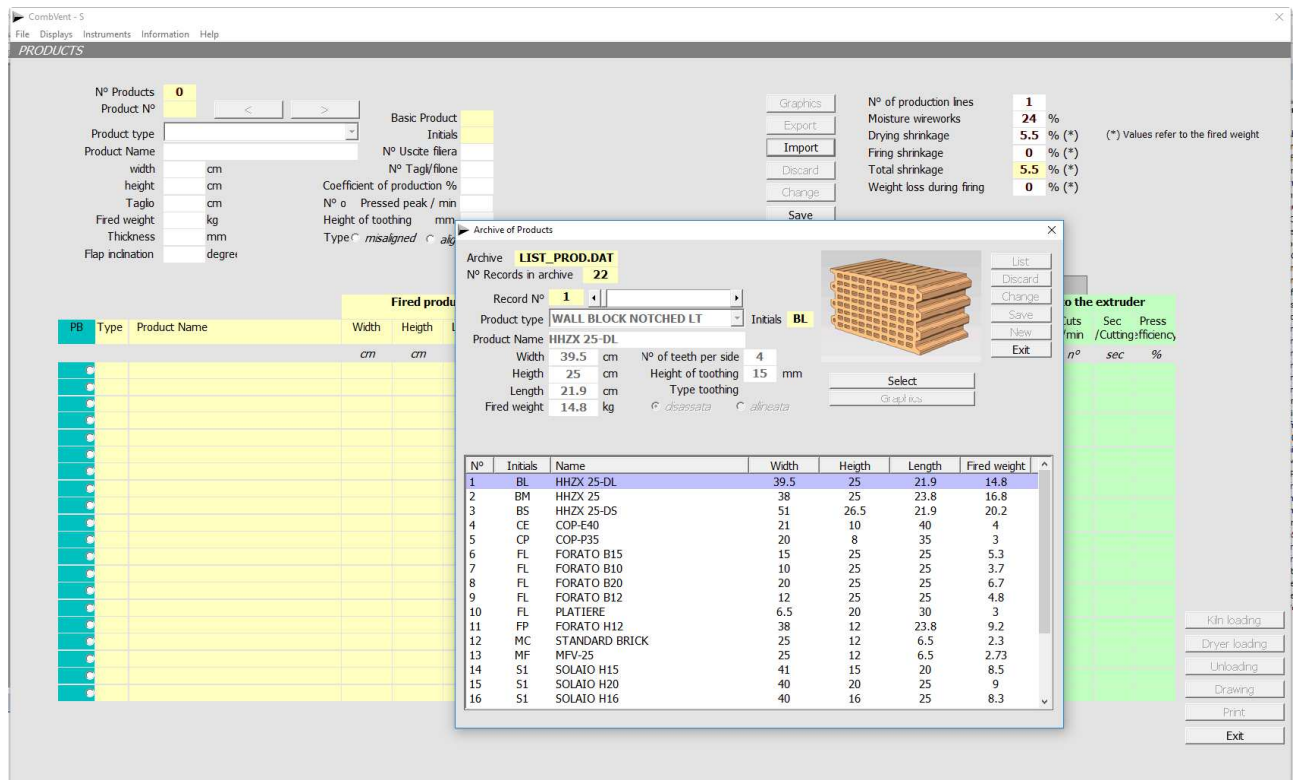 CombVent - S
File Displays Instruments Information Help
PRODUCTS
Nº Products 0
Product Nº < >
Product type
Product Name
width cm
height cm
Taglio cm
Fired weight kg
Thickness mm
Flap inclination
Basic Product
Initials
Nº Uscite filiera
Nº Tagli/filone
Coefficient of production %
Nº o Pressed peak / min
Height of toothing mm
Type misaligned
Graphics
Export
Import
Discard
Change
Save
Nº of production lines 1
Moisture wireworks 24 %
Drying shrinkage 5.5 % (*) (*) Values refer to the fired weight
Firing shrinkage 0 % (*)
Total shrinkage 5.5 % (*)
Weight loss during firing 0 % (*)
Fired produ
PB Type Product Name Width Heigth
cm cm
o the extruder
Cuts Sec Press
/min /Cutting efficiency
nº sec %
Archive of Products
Archive LIST_PROD.DAT
Nº Records in archive 22
Record Nº 1
Product type WALL BLOCK NOTCHED LT Initials BL
Product Name HHZX 25-DL
Width 39.5 cm Nº of teeth per side 4
Heigth 25 cm Height of toothing 15 mm
Length 21.9 cm Type toothing
Fired weight 14.8 kg disassata alineata
List
Discard
Change
Save
New
Exit
Select
Graphics
Nº Initials Name Width Heigth Length Fired weight
1 BL HHZX 25-DL 39.5 25 21.9 14.8
2 BM HHZX 25 38 25 23.8 16.8
3 BS HHZX 25-DS 51 26.5 21.9 20.2
4 CE COP-E40 21 10 40 4
5 CP COP-P35 20 8 35 3
6 FL FORATO B15 15 25 25 5.3
7 FL FORATO B10 10 25 25 3.7
8 FL FORATO B20 20 25 25 6.7
9 FL FORATO B12 12 25 25 4.8
10 FL PLATIERE 6.5 20 30 3
11 FP FORATO H12 38 12 23.8 9.2
12 MC STANDARD BRICK 25 12 6.5 2.3
13 MF MFV-25 25 12 6.5 2.73
14 S1 SOLAIO H15 41 15 20 8.5
15 S1 SOLAIO H20 40 20 25 9
16 S1 SOLAIO H16 40 16 25 8.3
Kiln loading
Dryer loading
Unloading
Drawing
Print
Exit